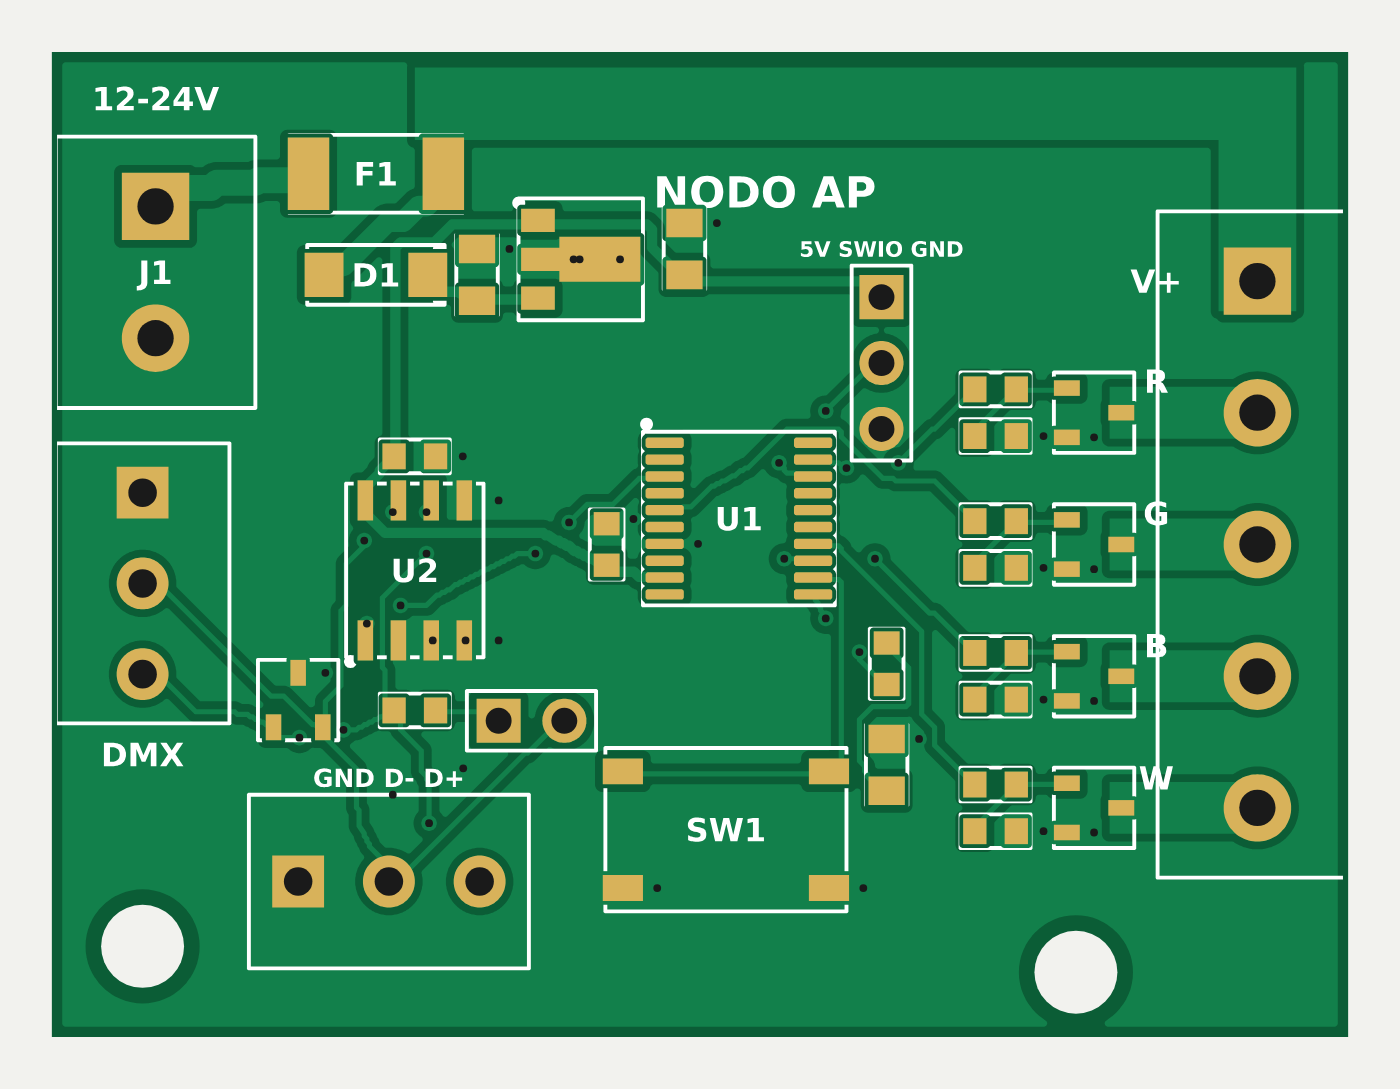 12-24V
F1
NODO AP
J1
D1
5V SWIO GND
V+
R
U1
G
U2
B
DMX
GND D- D+
W
SW1